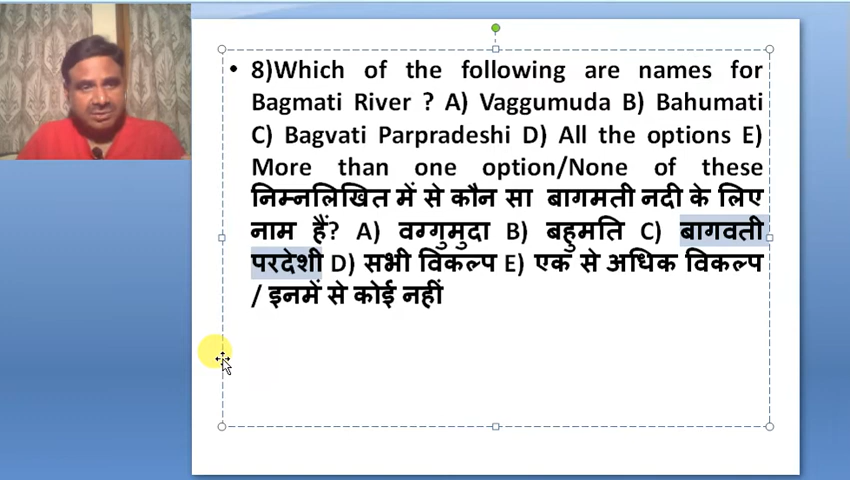 • 8)Which of the following are names for
Bagmati River ? A) Vaggumuda B) Bahumati
C) Bagvati Parpradeshi D) All the options E)
More than one option/None of these
निम्नलिखित में से कौन सा बागमती नदी के लिए
नाम हैं? A) वग्गुमुदा B) बहुमति C) बागवती
परदेशी D) सभी विकल्प E) एक से अधिक विकल्प
/ इनमें से कोई नहीं